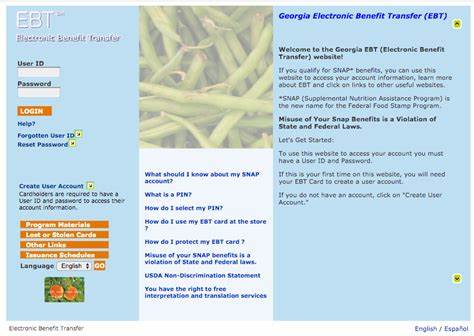 EBT
Electronic Benefit Transfer
User ID
Password
LOGIN
Help?
Forgotten User ID
Reset Password
Create User Account
Cardholders are required to have a
User ID and password to access their
account information.
Program Materials
Lost or Stolen Cards
Other Links
Issuance Schedules
Language English GO
What should I know about my SNAP
account?
What is a PIN?
How do I select my PIN?
How do I use my EBT card at the store
?
How do I protect my EBT card ?
Misuse of your SNAP benefits is a
violation of State and Federal Laws.
USDA Non-Discrimination Statement
You have the right to free
interpretation and translation services
Georgia Electronic Benefit Transfer (EBT)
Welcome to the Georgia EBT (Electronic Benefit
Transfer) website!
If you qualify for SNAP* benefits, you can use this
website to access your account information, learn more
about EBT and click on links to other useful websites.
*SNAP (Supplemental Nutrition Assistance Program) is
the new name for the Federal Food Stamp Program.
Misuse of Your Snap Benefits is a Violation of
State and Federal Laws.
Let's Get Started:
To use this website to access your account you must
have a User ID and Password.
If this is your first time on this website, you will need
your EBT Card to create a user account.
If you do not have an account, click on "Create User
Account."
Electronic Benefit Transfer
English / Español